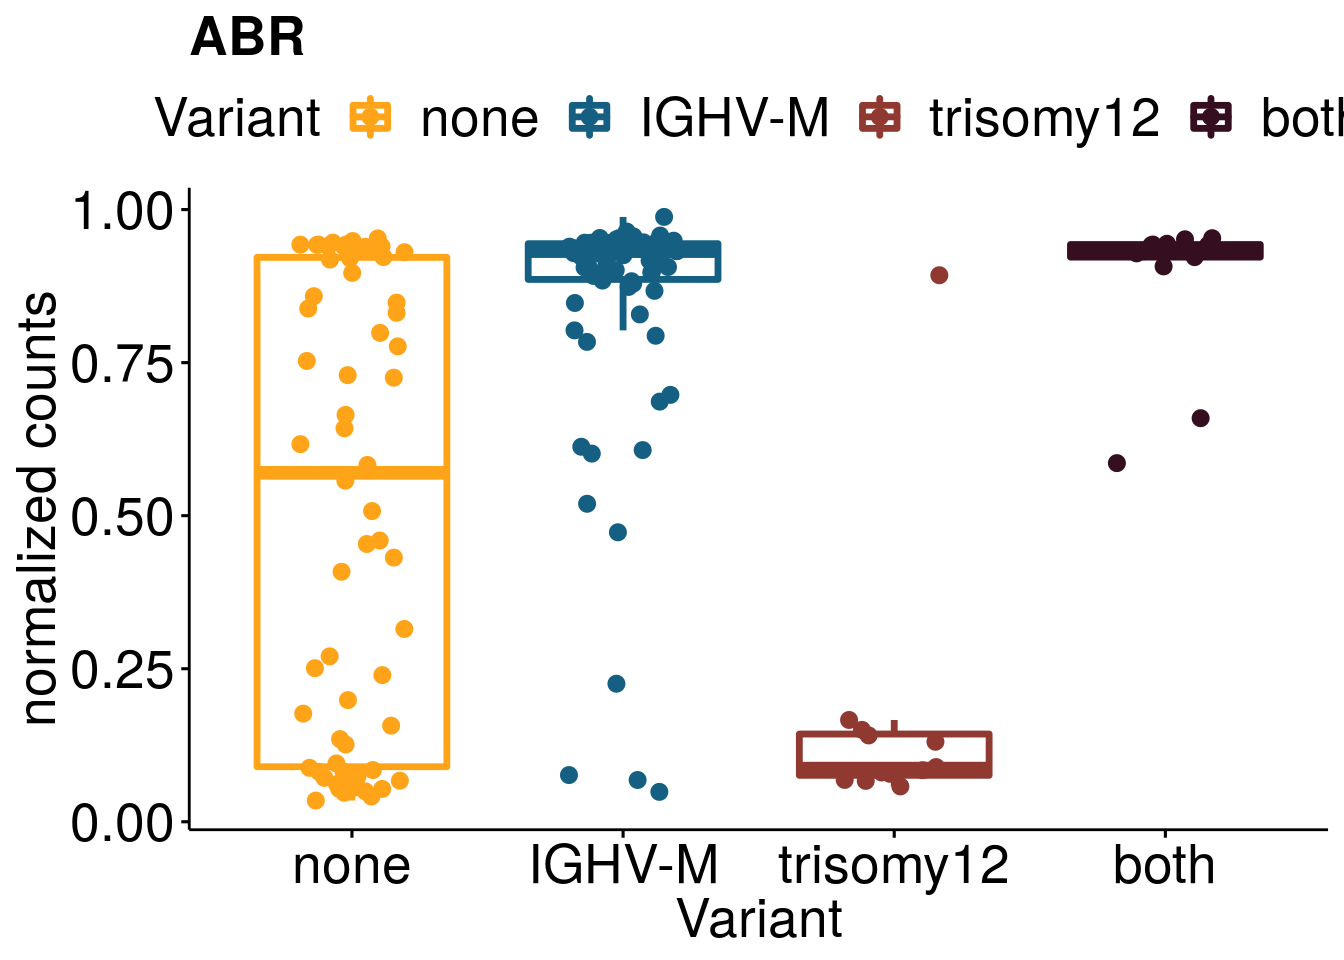 ABR
Variant none IGHV-M trisomy12 both
1.00
0.75
0.50
0.25
0.00
normalized counts
none IGHV-M trisomy12 both
Variant